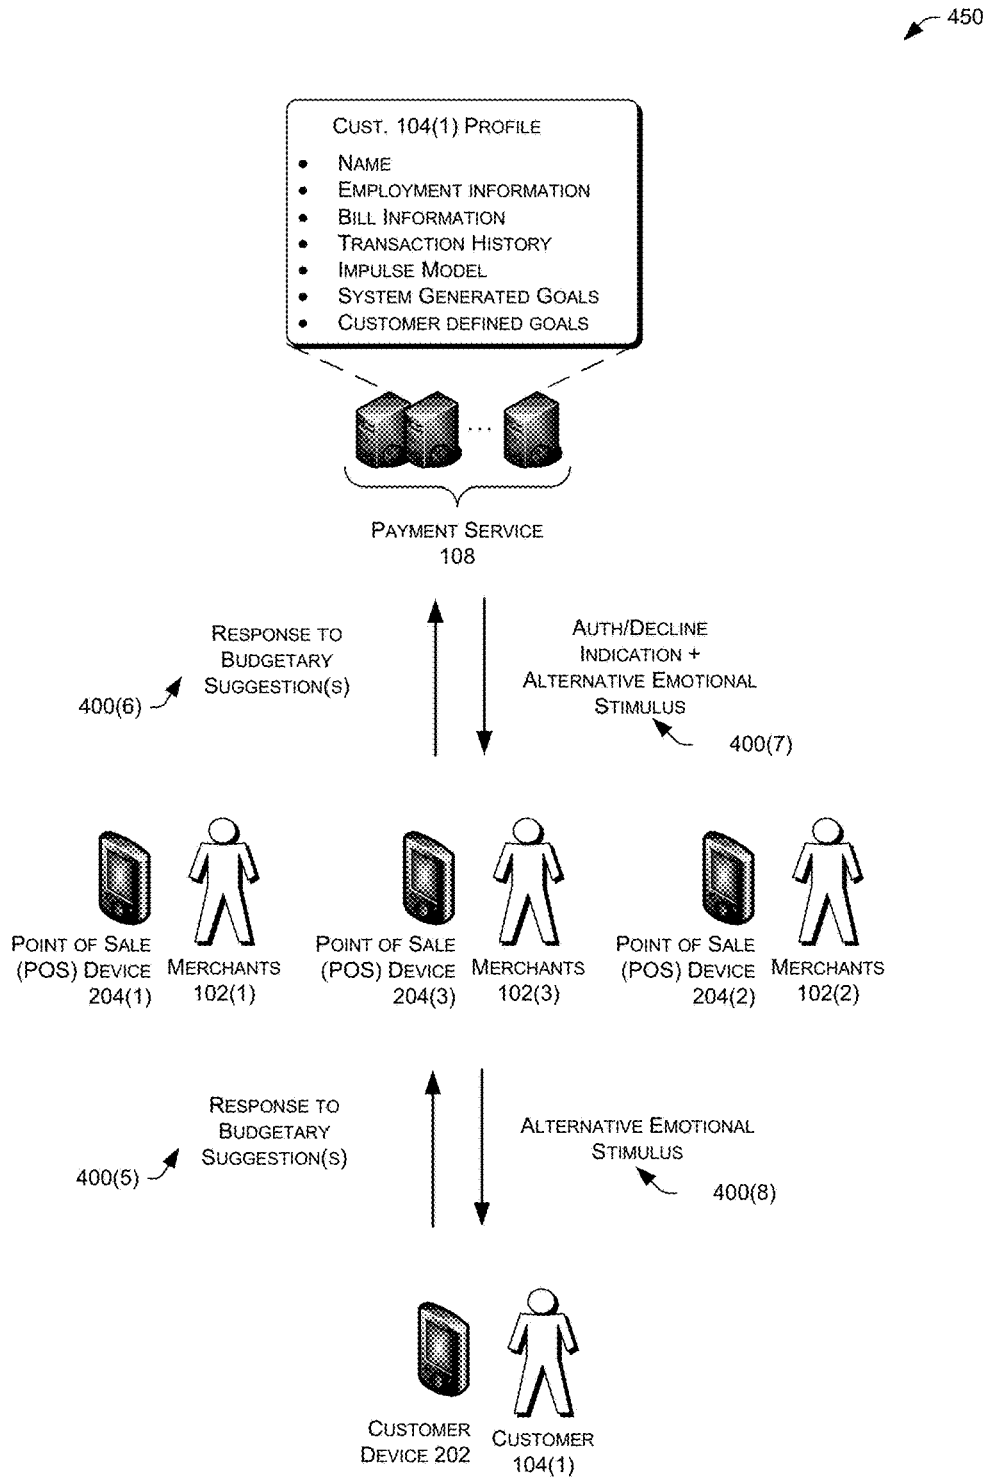 450
Cust. 104(1) Profile
• Name
• Employment information
• Bill Information
• Transaction History
• Impulse Model
• System Generated Goals
• Customer defined goals
...
Payment Service
108
Response to
Budgetary
Suggestion(s)
400(6)
Auth/Decline
Indication +
Alternative Emotional
Stimulus
400(7)
Point of Sale
(POS) Device
204(1)
Merchants
102(1)
Point of Sale
(POS) Device
204(3)
Merchants
102(3)
Point of Sale
(POS) Device
204(2)
Merchants
102(2)
Response to
Budgetary
Suggestion(s)
400(5)
Alternative Emotional
Stimulus
400(8)
Customer
Device 202
Customer
104(1)